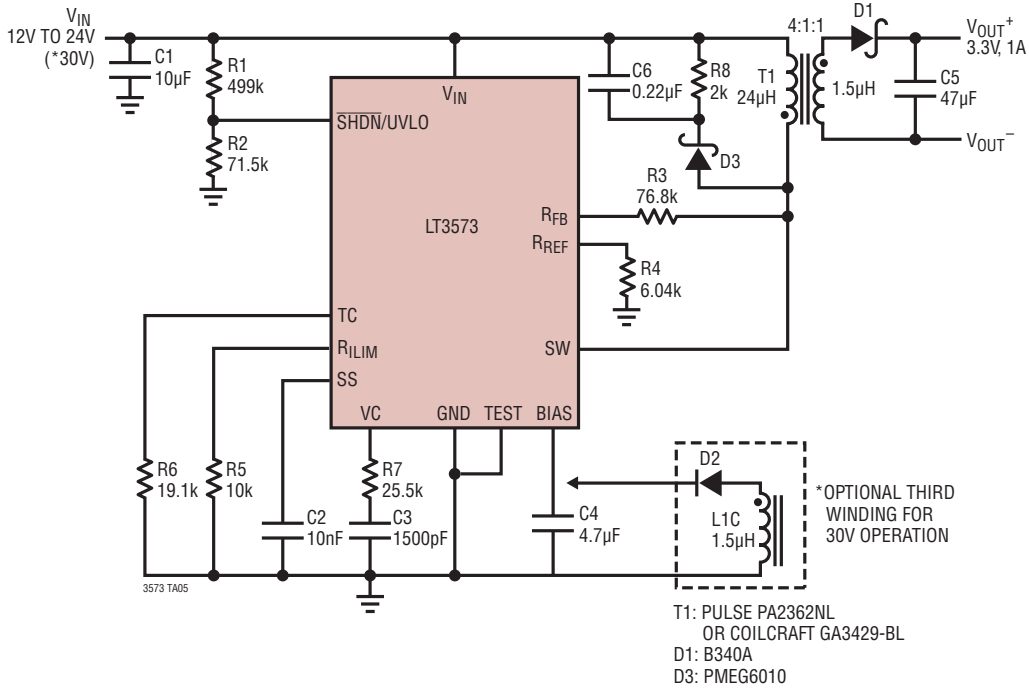 VIN
12V TO 24V
(*30V)
C1
10µF
R1
499k
R2
71.5k
VIN
SHDN/UVLO
LT3573
RFB
RREF
TC
RILIM
SS
SW
VC
GND
TEST
BIAS
C6
0.22µF
R8
2k
D3
R3
76.8k
R4
6.04k
4:1:1
T1
24µH
1.5µH
D1
C5
47µF
VOUT+
3.3V, 1A
VOUT−
R6
19.1k
R5
10k
C2
10nF
R7
25.5k
C3
1500pF
C4
4.7µF
D2
L1C
1.5µH
*OPTIONAL THIRD
WINDING FOR
30V OPERATION
3573 TA05
T1: PULSE PA2362NL
OR COILCRAFT GA3429-BL
D1: B340A
D3: PMEG6010